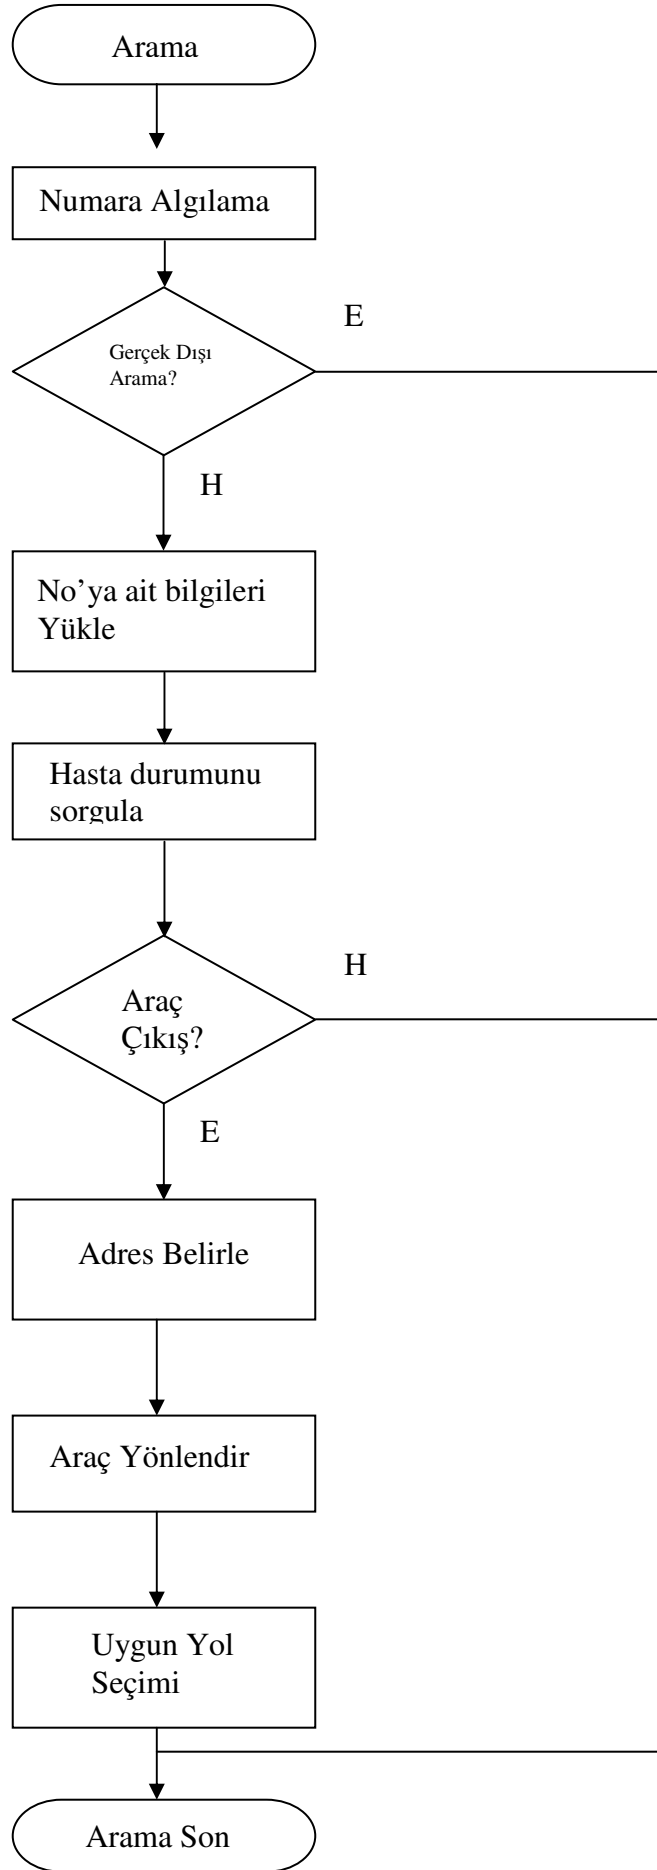 Arama
Numara Algılama
E
Gerçek Dışı
Arama?
H
No’ya ait bilgileri
Yükle
Hasta durumunu
sorgula
H
Araç
Çıkış?
E
Adres Belirle
Araç Yönlendir
Uygun Yol
Seçimi
Arama Son